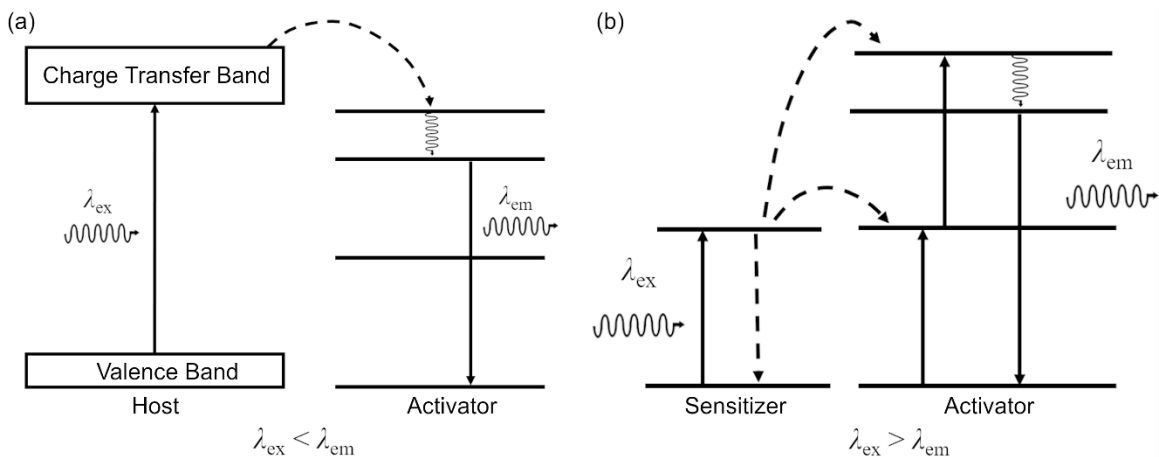 (a)
Charge Transfer Band
λex
λem
Valence Band
Host
Activator
λex < λem
(b)
λem
λex
Sensitizer
Activator
λex > λem